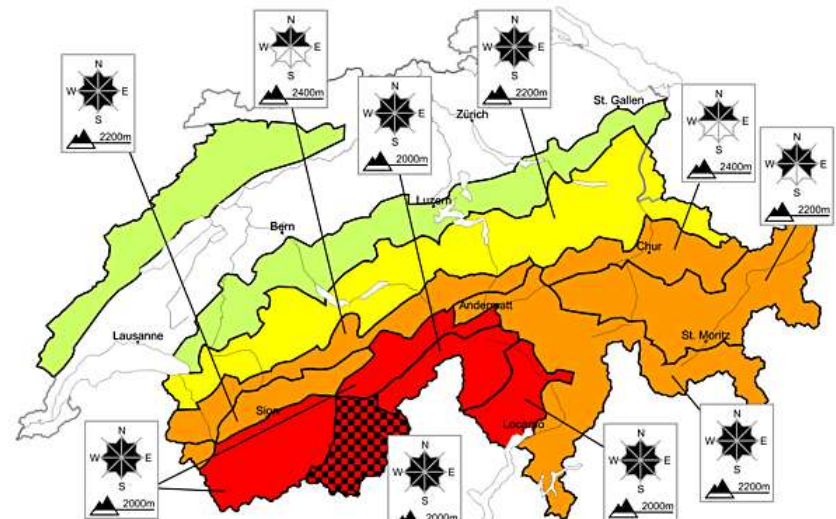 N
W E
S
2200m
N
W E
S
2400m
N
W E
S
2200m
N
W E
S
2000m
N
W E
S
2400m
N
W E
S
2200m
Zürich
St. Gallen
Luzern
Bern
Chur
Andermatt
Lausanne
St. Moritz
Sion
Locarno
N
W E
S
2000m
N
W E
S
2000m
N
W E
S
2000m
N
W E
S
2200m